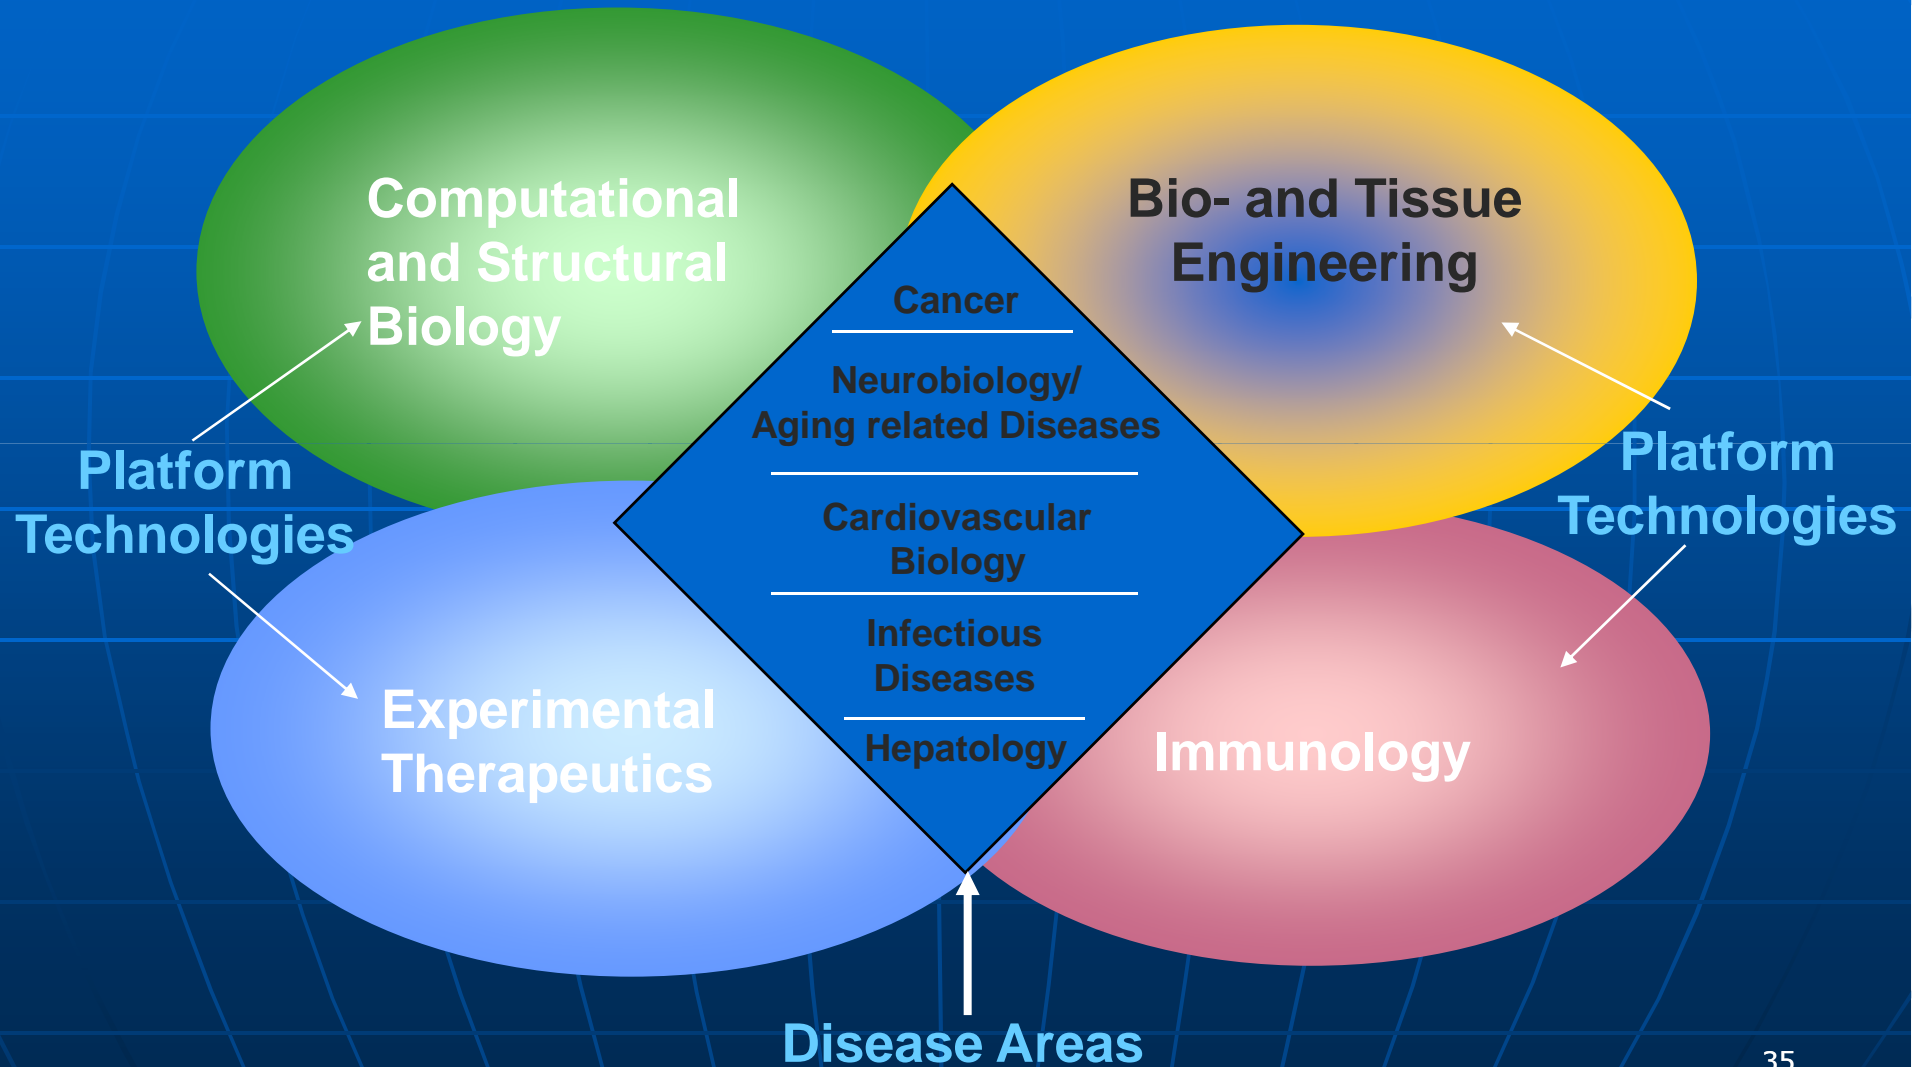 Computational
and Structural
Biology
Bio- and Tissue
Engineering
Cancer
Neurobiology/
Aging related Diseases
Cardiovascular
Biology
Infectious
Diseases
Hepatology
Platform
Technologies
Platform
Technologies
Experimental
Therapeutics
Immunology
Disease Areas
35